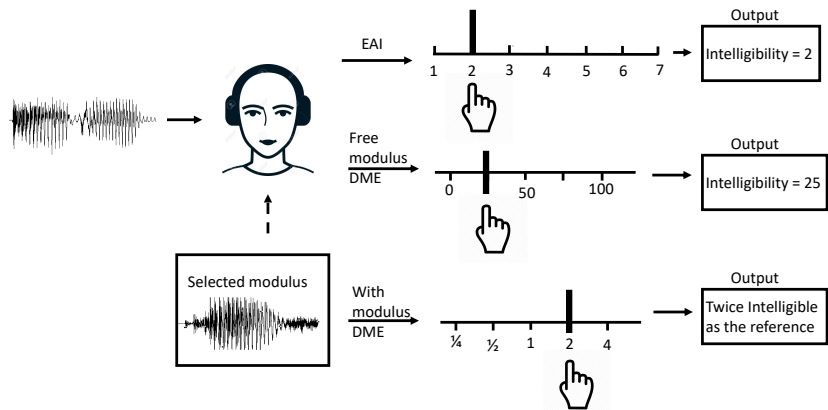 Output
EAI
Intelligibility = 2
1 2 3 4 5 6 7
Free
modulus
DME
0 50 100
Output
Intelligibility = 25
Selected modulus
With
modulus
DME
¼ ½ 1 2 4
Output
Twice Intelligible
as the reference